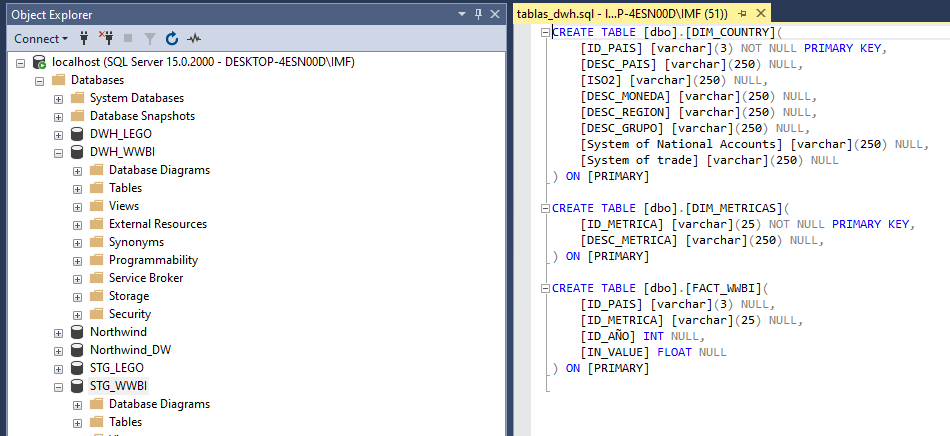 Object Explorer
Connect
localhost (SQL Server 15.0.2000 - DESKTOP-4ESN00D\IMF)
Databases
System Databases
Database Snapshots
DWH_LEGO
DWH_WWBI
Database Diagrams
Tables
Views
External Resources
Synonyms
Programmability
Service Broker
Storage
Security
Northwind
Northwind_DW
STG_LEGO
STG_WWBI
Database Diagrams
Tables
tablas_dwh.sql - l...P-4ESN00D\IMF (51))
CREATE TABLE [dbo].[DIM_COUNTRY](
[ID_PAIS] [varchar](3) NOT NULL PRIMARY KEY,
[DESC_PAIS] [varchar](250) NULL,
[ISO2] [varchar](250) NULL,
[DESC_MONEDA] [varchar](250) NULL,
[DESC_REGION] [varchar](250) NULL,
[DESC_GRUPO] [varchar](250) NULL,
[System of National Accounts] [varchar](250) NULL,
[System of trade] [varchar](250) NULL
) ON [PRIMARY]
CREATE TABLE [dbo].[DIM_METRICAS](
[ID_METRICA] [varchar](25) NOT NULL PRIMARY KEY,
[DESC_METRICA] [varchar](250) NULL,
) ON [PRIMARY]
CREATE TABLE [dbo].[FACT_WWBI](
[ID_PAIS] [varchar](3) NULL,
[ID_METRICA] [varchar](25) NULL,
[ID_AÑO] INT NULL,
[IN_VALUE] FLOAT NULL
) ON [PRIMARY]